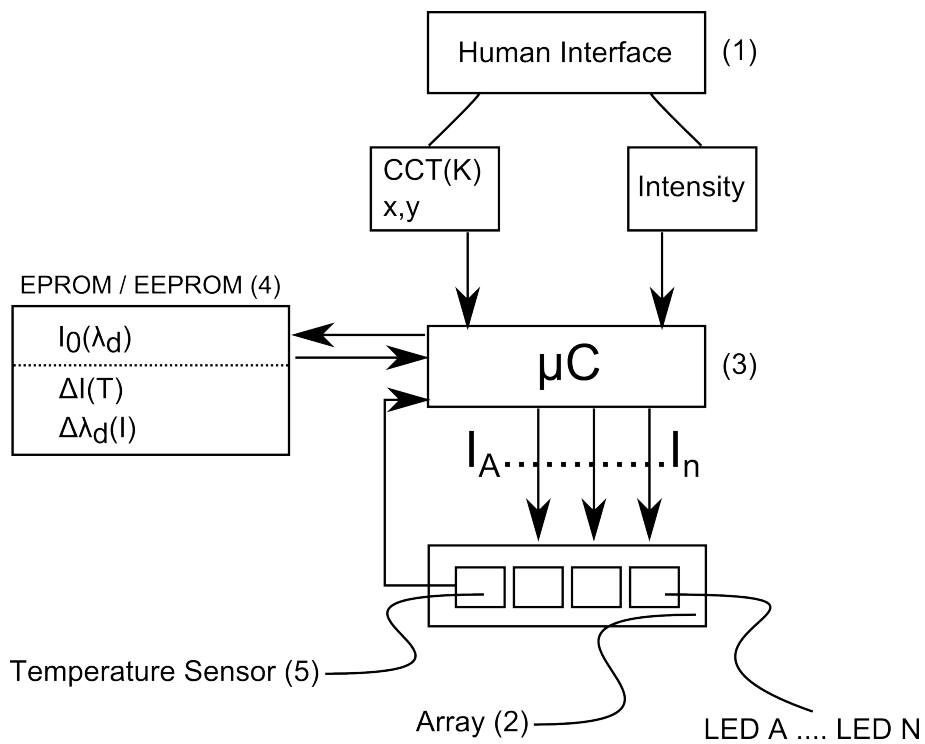 Human Interface (1)
CCT(K)
x,y
Intensity
EPROM / EEPROM (4)
I₀(λd)
ΔI(T)
Δλd(I)
µC (3)
IA........In
Temperature Sensor (5)
Array (2)
LED A .... LED N